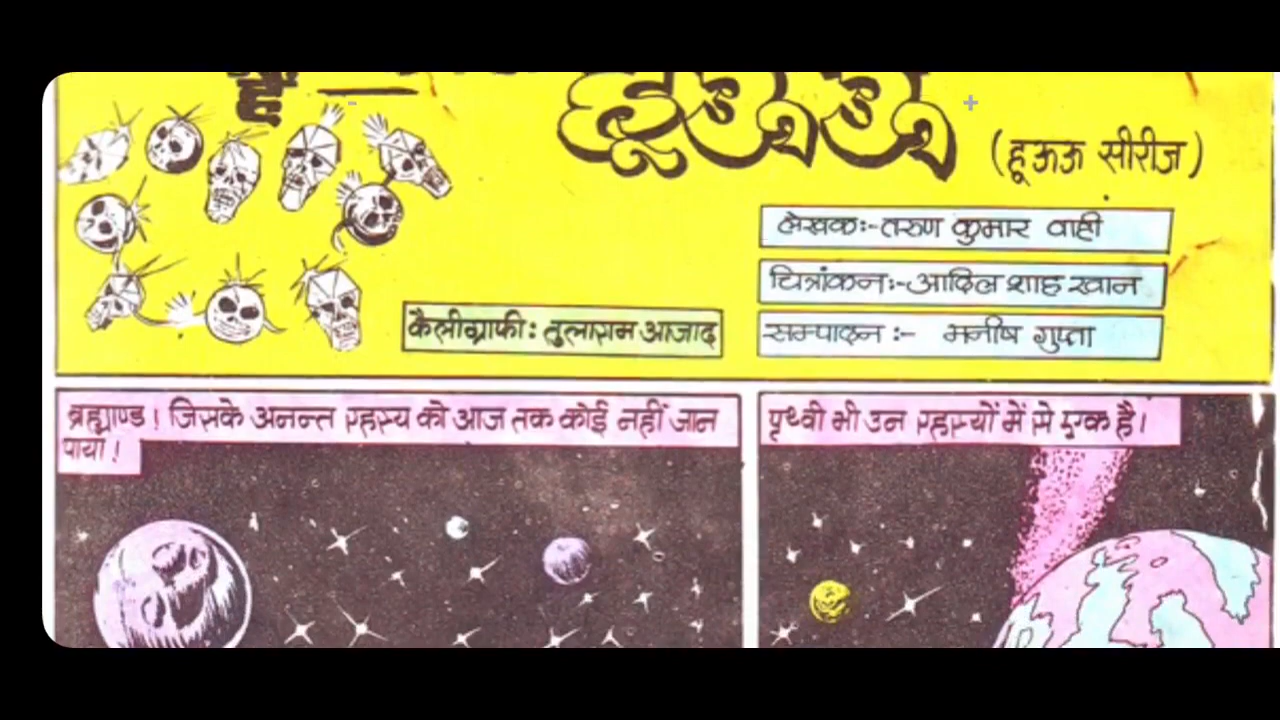 हैं
हूऊऊ
(हूऊऊ सीरीज)
लेखकः-तरुण कुमार वाही
चित्रांकनः-आदिल शाह खान
कैलीग्राफी: तुलाराम आजाद
सम्पादन :- मनीष गुप्ता
ब्रह्माण्ड! जिसके अनन्त रहस्य को आज तक कोई नहीं जान
पाया!
पृथ्वी भी उन रहस्यों में से एक है।